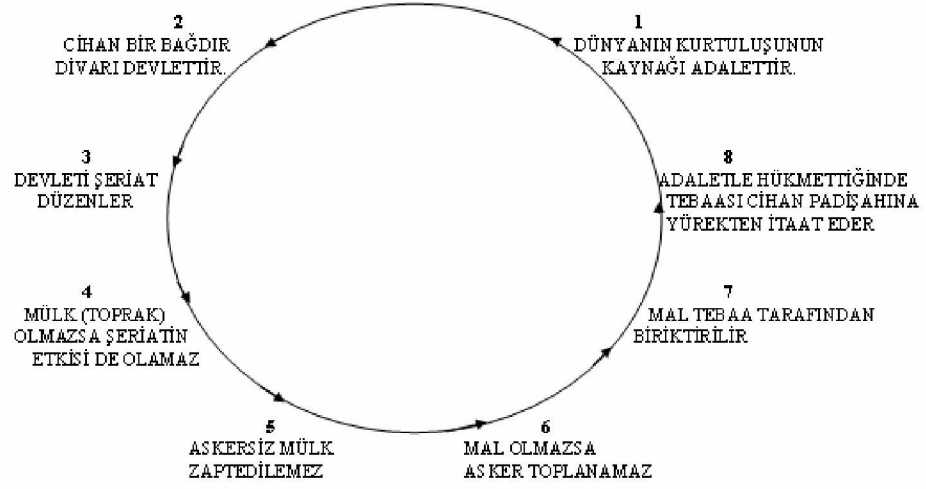 1
DÜNYANIN KURTULUŞUNUN
KAYNAĞI ADALETTİR.
2
CİHAN BİR BAĞDIR
DİVARI DEVLETTİR.
3
DEVLETİ ŞERİAT
DÜZENLER
4
MÜLK (TOPRAK)
OLMAZSA ŞERİATİN
ETKİSİ DE OLAMAZ
5
ASKERSİZ MÜLK
ZAPTEDİLEMEZ
6
MAL OLMAZSA
ASKER TOPLANAMAZ
7
MAL TEBAA TARAFINDAN
BİRİKTİRİLİR
8
ADALETLE HÜKMETTİĞİNDE
TEBAASI CİHAN PADİŞAHINA
YÜREKTEN İTAAT EDER